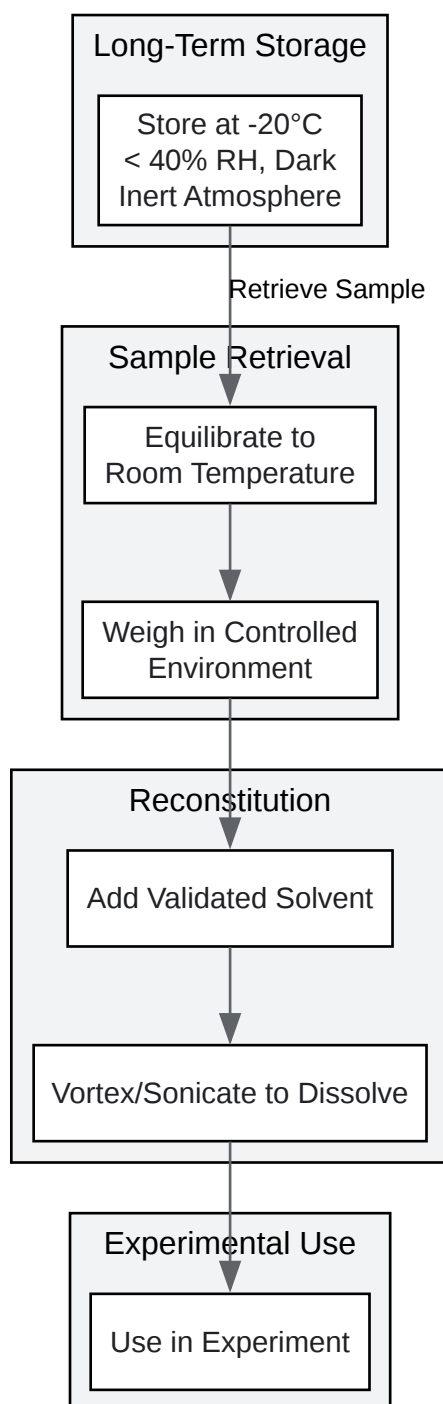 Long-Term Storage
Store at -20°C
< 40% RH, Dark
Inert Atmosphere
Retrieve Sample
Sample Retrieval
Equilibrate to
Room Temperature
Weigh in Controlled
Environment
Reconstitution
Add Validated Solvent
Vortex/Sonicate to Dissolve
Experimental Use
Use in Experiment